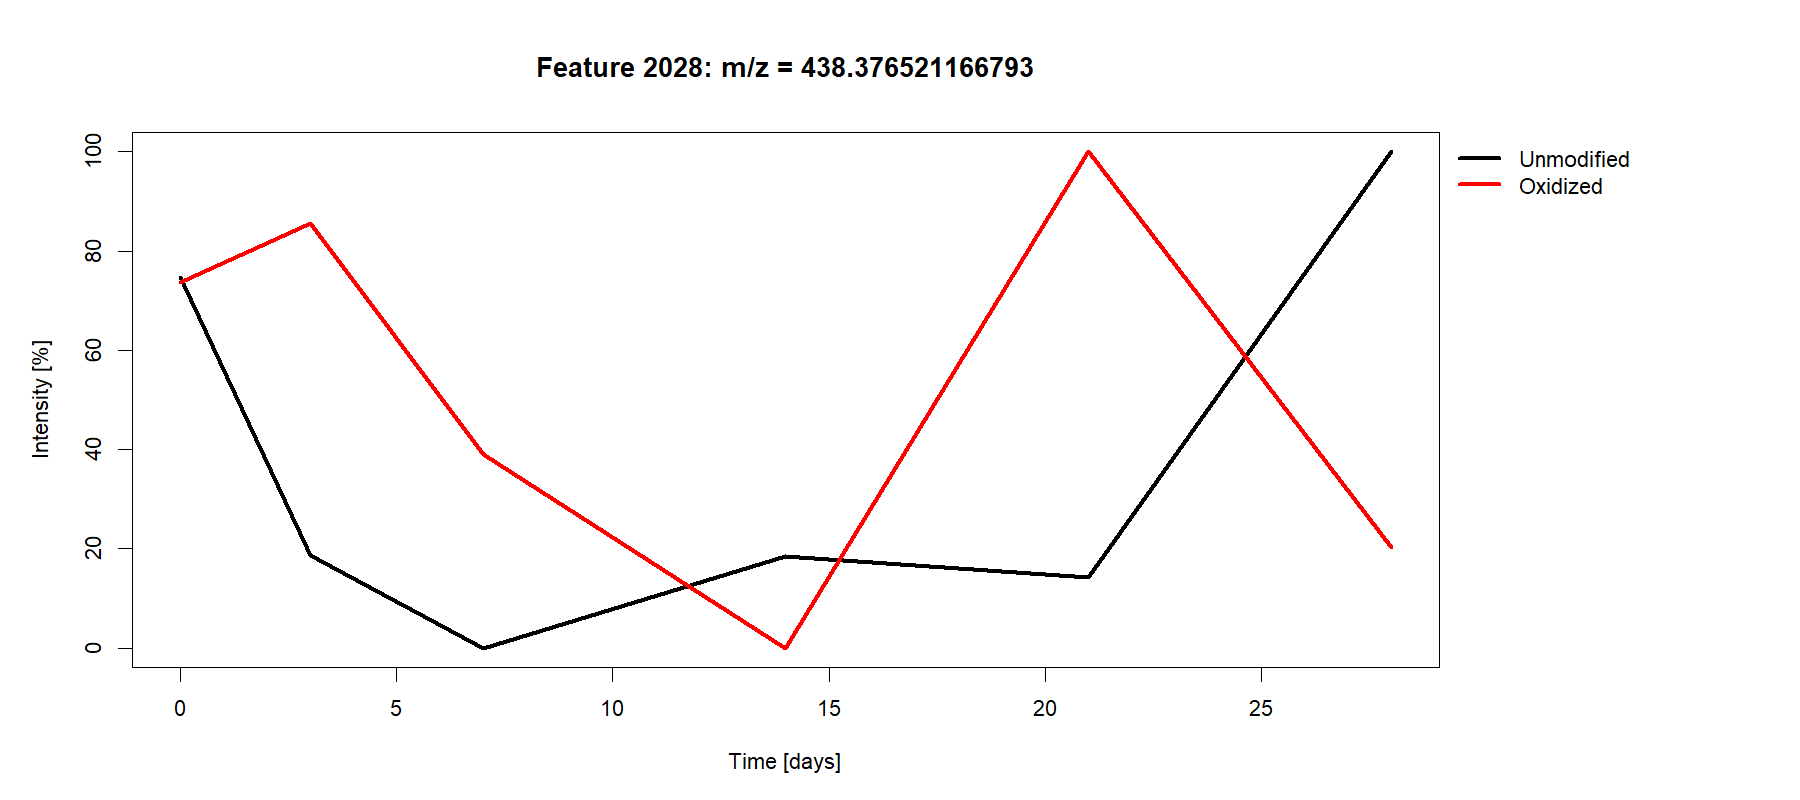 Feature 2028: m/z = 438.376521166793
Unmodified
Oxidized
Intensity [%]
100
80
60
40
20
0
0 5 10 15 20 25
Time [days]